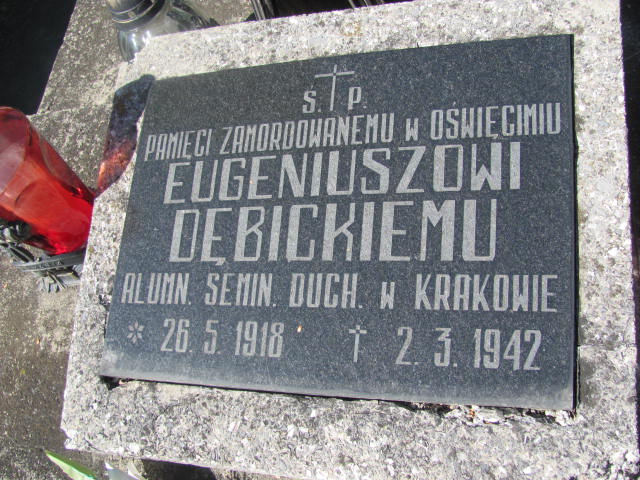 Ś. P.
PAMIĘCI ZAMORDOWANEMU w OŚWIĘCIMIU
EUGENIUSZOWI
DĘBICKIEMU
ALUMN. SEMIN. DUCH. w KRAKOWIE
26. 5. 1918 2. 3. 1942